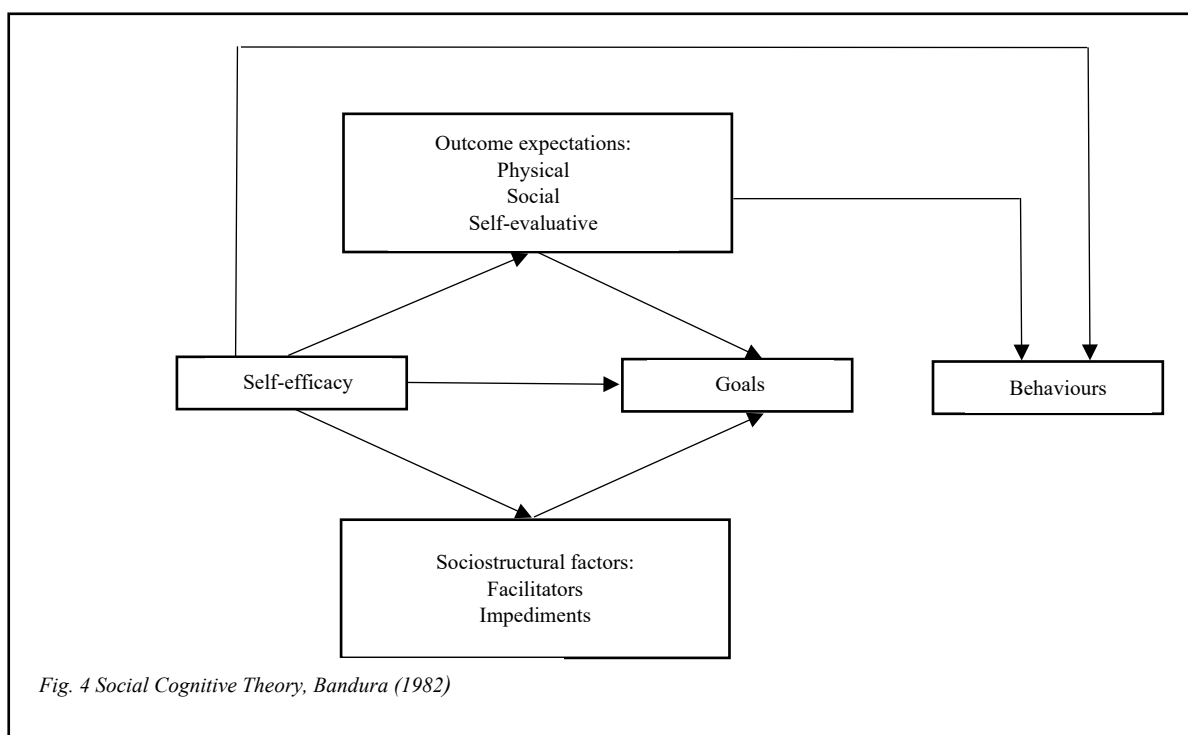 Outcome expectations:
Physical
Social
Self-evaluative
Self-efficacy
Goals
Behaviours
Sociostructural factors:
Facilitators
Impediments
Fig. 4 Social Cognitive Theory, Bandura (1982)